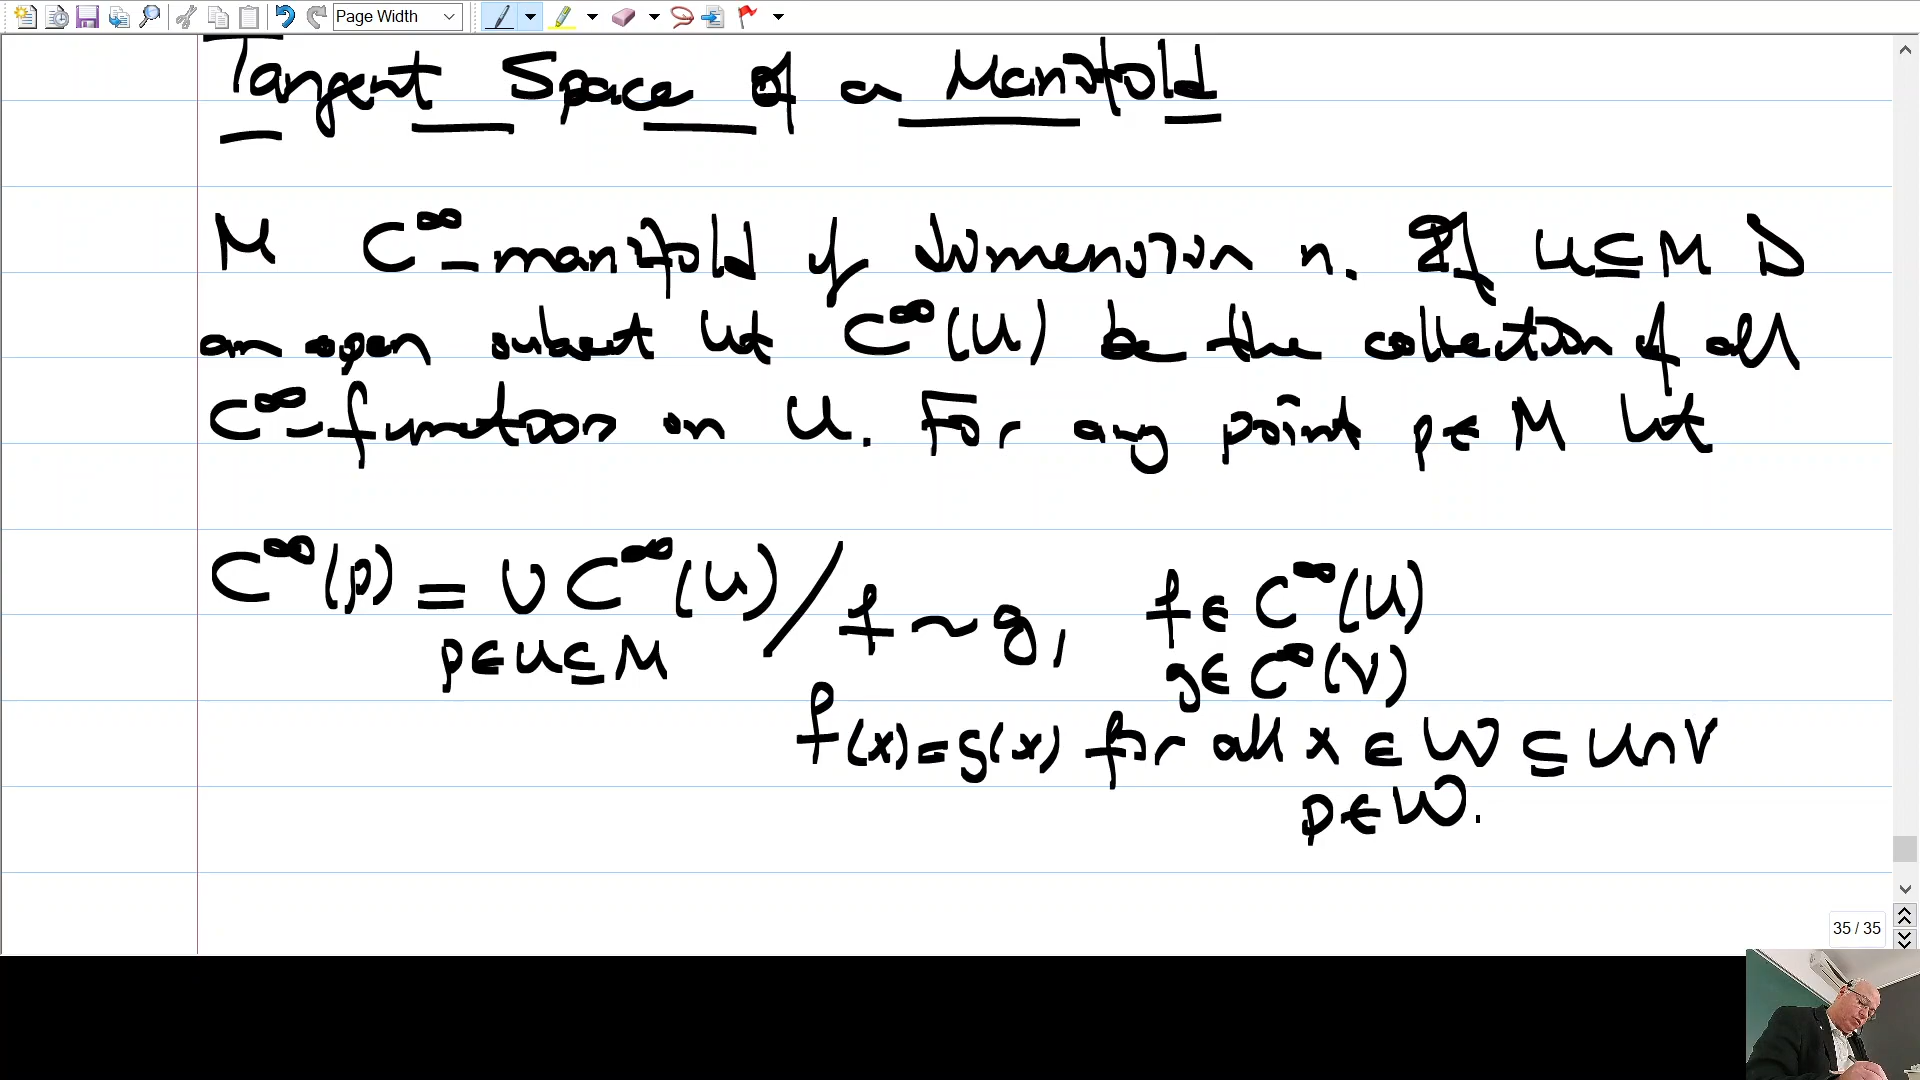 Page Width
Tangent Space of a Manifold
M C^∞-manifold of dimension n. If U⊆M is
an open subset let C^∞(U) be the collection of all
C^∞-functions on U. For any point p∈M let
C^∞(p) = ∪ C^∞(U) / f ~ g, f ∈ C^∞(U)
p∈U⊆M g∈ C^∞(V)
f(x)=g(x) for all x ∈ W ⊆ U∩V
p∈W.
35 / 35